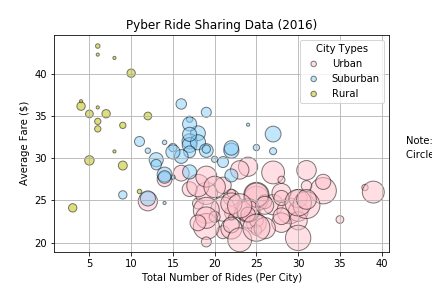 Pyber Ride Sharing Data (2016)
City Types
Urban
Suburban
Rural
Average Fare ($)
40
35
30
25
20
Note:
Circle
5 10 15 20 25 30 35 40
Total Number of Rides (Per City)